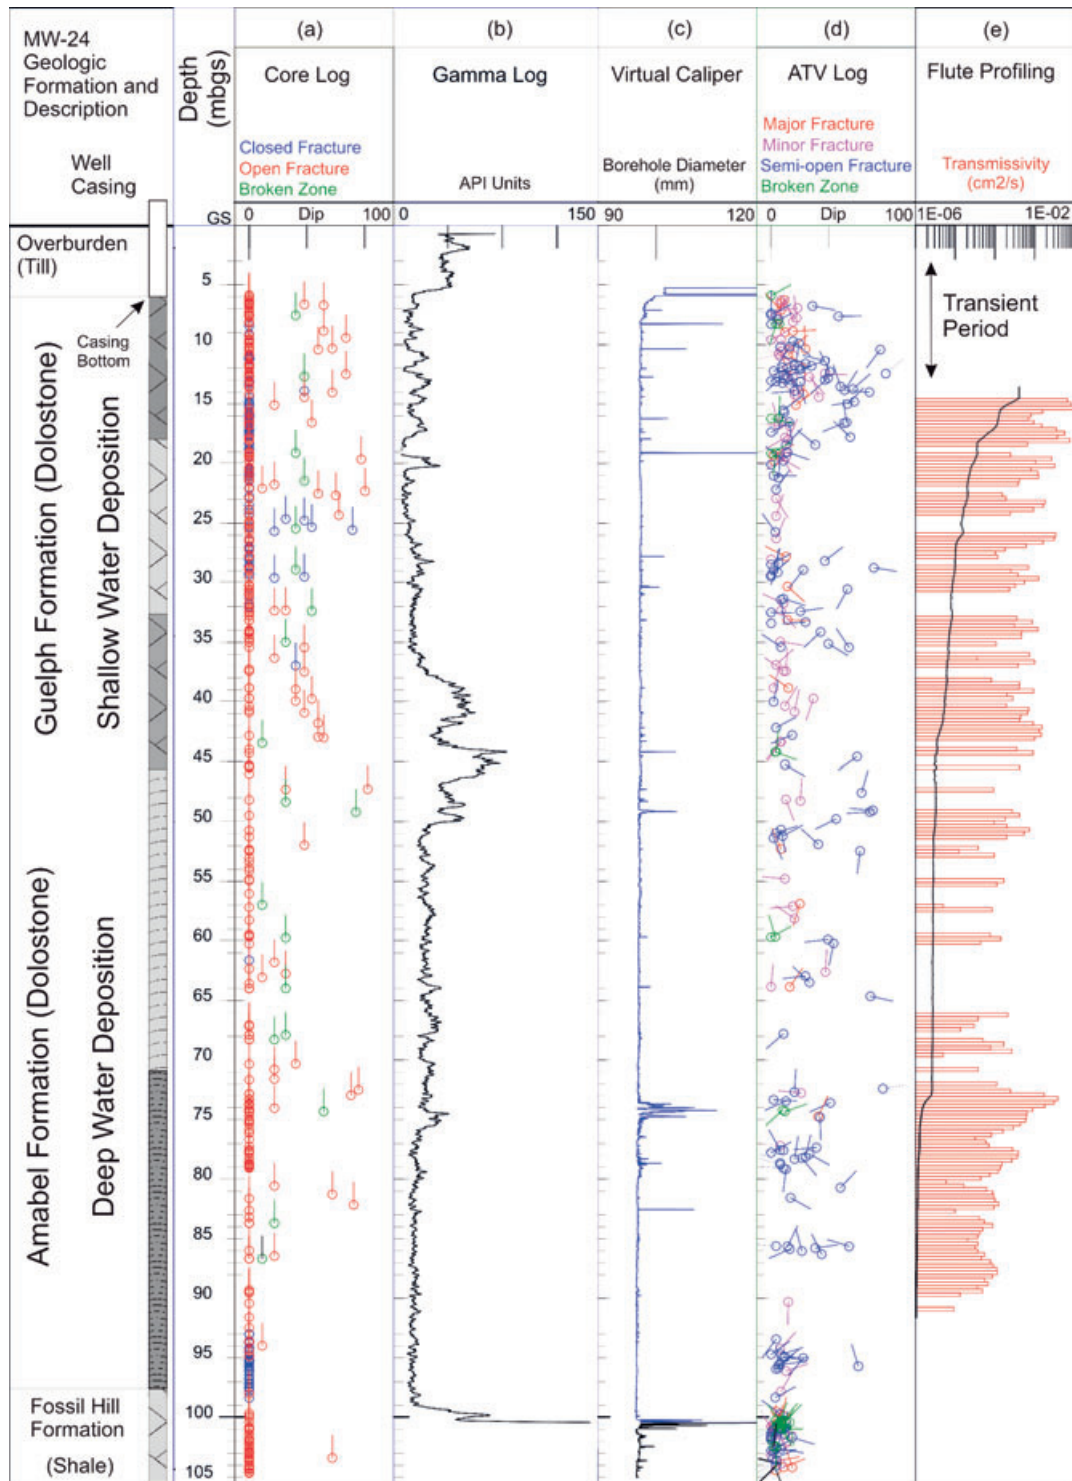 MW-24
Geologic
Formation and
Description
Well
Casing
Depth
(mbgs)
GS
(a)
Core Log
Closed Fracture
Open Fracture
Broken Zone
0 Dip 100
(b)
Gamma Log
API Units
0 150
(c)
Virtual Caliper
Borehole Diameter
(mm)
90 120
(d)
ATV Log
Major Fracture
Minor Fracture
Semi-open Fracture
Broken Zone
0 Dip 100
(e)
Flute Profiling
Transmissivity
(cm2/s)
1E-06 1E-02
Overburden
(Till)
Casing
Bottom
Transient
Period
Guelph Formation (Dolostone)
Shallow Water Deposition
Amabel Formation (Dolostone)
Deep Water Deposition
Fossil Hill
Formation
(Shale)
5
10
15
20
25
30
35
40
45
50
55
60
65
70
75
80
85
90
95
100
105